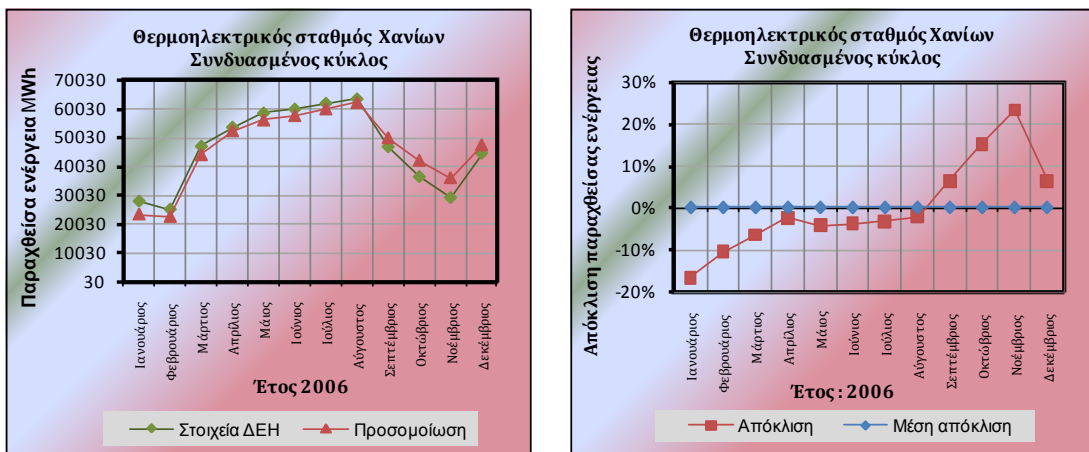 Θερμοηλεκτρικός σταθμός Χανίων
Συνδυασμένος κύκλος
Παραχθείσα ενέργεια MWh
70030
60030
50030
40030
30030
20030
10030
30
Ιανουάριος
Φεβρουάριος
Μάρτιος
Απρίλιος
Μάιος
Ιούνιος
Ιούλιος
Αύγουστος
Σεπτέμβριος
Οκτώβριος
Νοέμβριος
Δεκέμβριος
Έτος 2006
Στοιχεία ΔΕΗ
Προσομοίωση
Θερμοηλεκτρικός σταθμός Χανίων
Συνδυασμένος κύκλος
Απόκλιση παραχθείσας ενέργειας
30%
20%
10%
0%
-10%
-20%
Ιανουάριος
Φεβρουάριος
Μάρτιος
Απρίλιος
Μάιος
Ιούνιος
Ιούλιος
Αύγουστος
Σεπτέμβριος
Οκτώβριος
Νοέμβριος
Δεκέμβριος
Έτος : 2006
Απόκλιση
Μέση απόκλιση